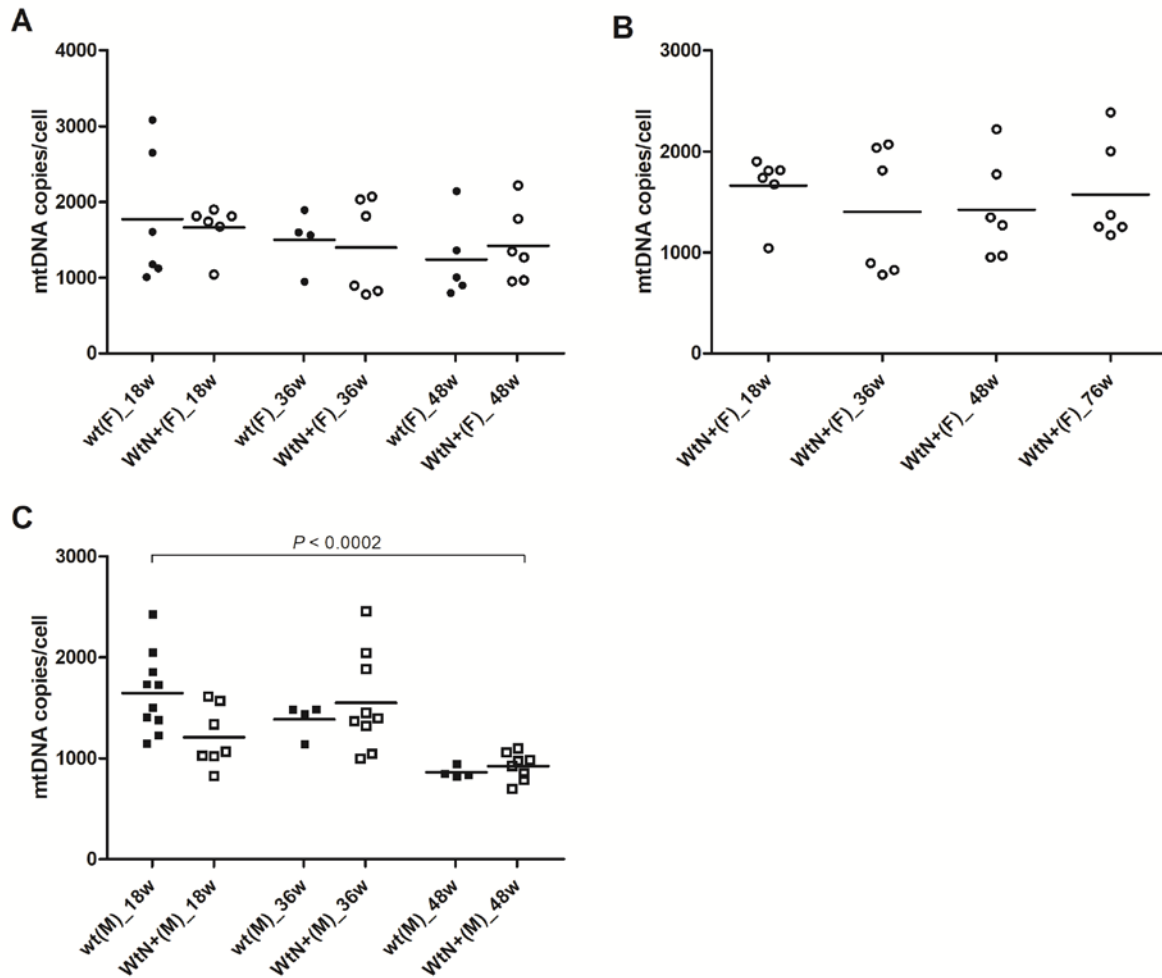 A
mtDNA copies/cell
4000
3000
2000
1000
0
wt(F)_18w
WtN+(F)_18w
wt(F)_36w
WtN+(F)_36w
wt(F)_48w
WtN+(F)_ 48w
B
mtDNA copies/cell
3000
2000
1000
0
WtN+(F)_18w
WtN+(F)_36w
WtN+(F)_ 48w
WtN+(F)_76w
C
P < 0.0002
mtDNA copies/cell
3000
2000
1000
0
wt(M)_18w
WtN+(M)_18w
wt(M)_36w
WtN+(M)_36w
wt(M)_48w
WtN+(M)_48w